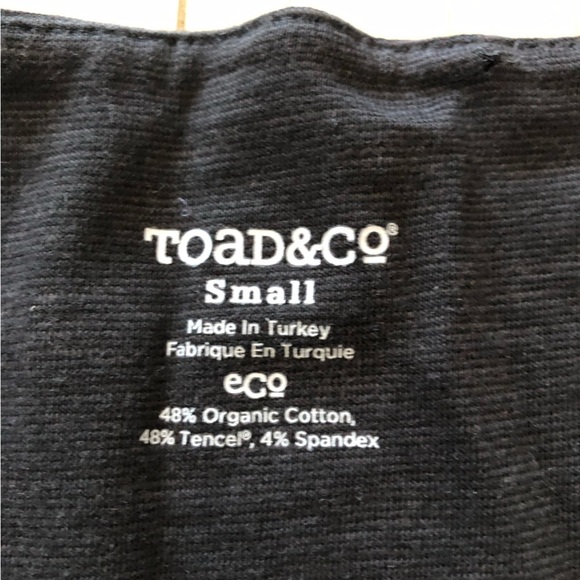 TOAD&CO®
Small
Made In Turkey
Fabrique En Turquie
eco
48% Organic Cotton,
48% Tencel®, 4% Spandex